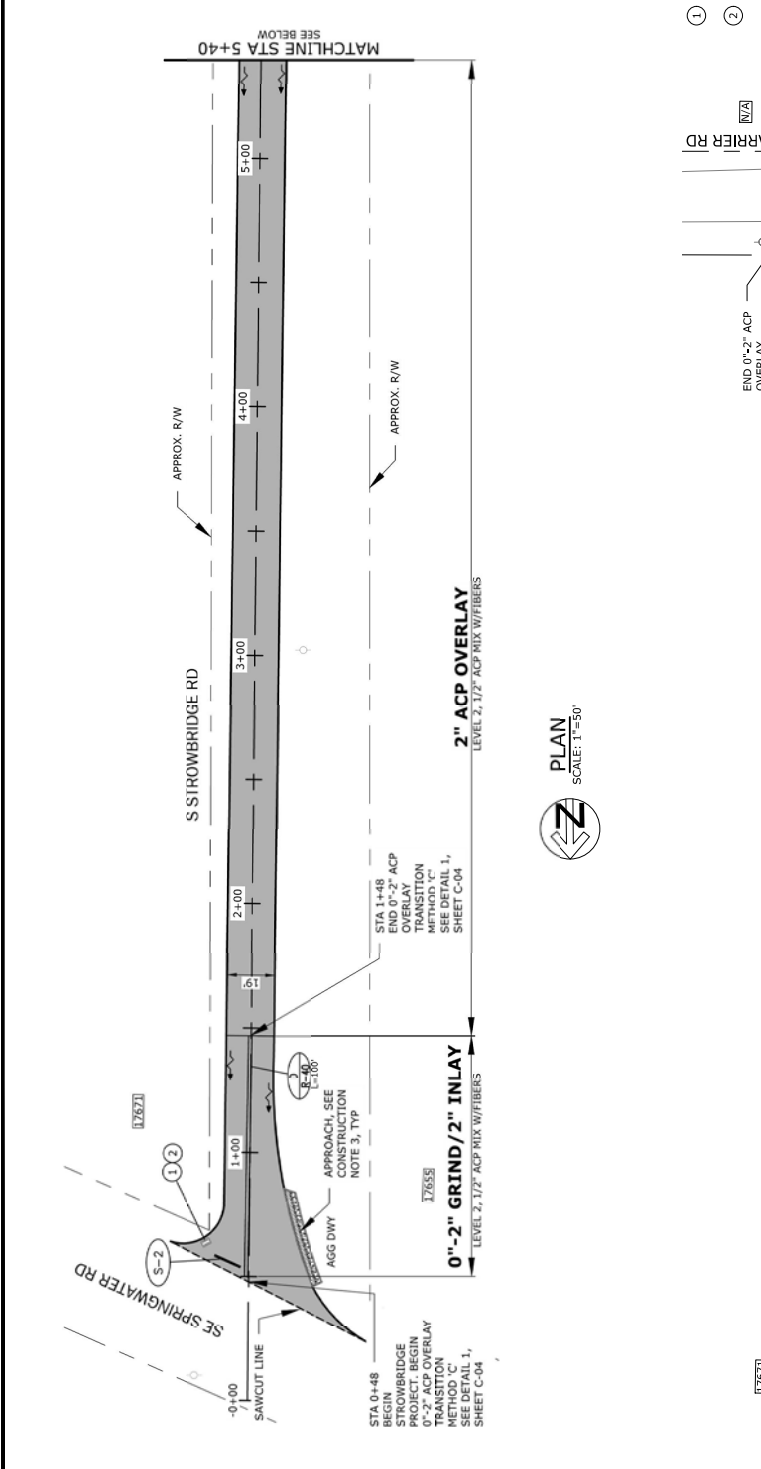 MATCHLINE STA 5+40
SEE BELOW
5+00
4+00
3+00
2+00
1+00
-0+00
APPROX. R/W
APPROX. R/W
S STROWBRIDGE RD
19'
17671
1 2
S-2
SE SPRINGWATER RD
SAWCUT LINE
STA 0+48
BEGIN
STROWBRIDGE
PROJECT. BEGIN
0"-2" ACP OVERLAY
TRANSITION
METHOD 'C'
SEE DETAIL 1,
SHEET C-04
AGG DWY
APPROACH, SEE
CONSTRUCTION
NOTE 3, TYP
17655
R-40
L=100'
STA 1+48
END 0"-2" ACP
OVERLAY
TRANSITION
METHOD 'C'
SEE DETAIL 1,
SHEET C-04
0"-2" GRIND/2" INLAY
LEVEL 2, 1/2" ACP MIX W/FIBERS
2" ACP OVERLAY
LEVEL 2, 1/2" ACP MIX W/FIBERS
Z
PLAN
SCALE: 1"=50'
1
2
N/A
RD
END 0"-2" ACP
OVERLAY
17671